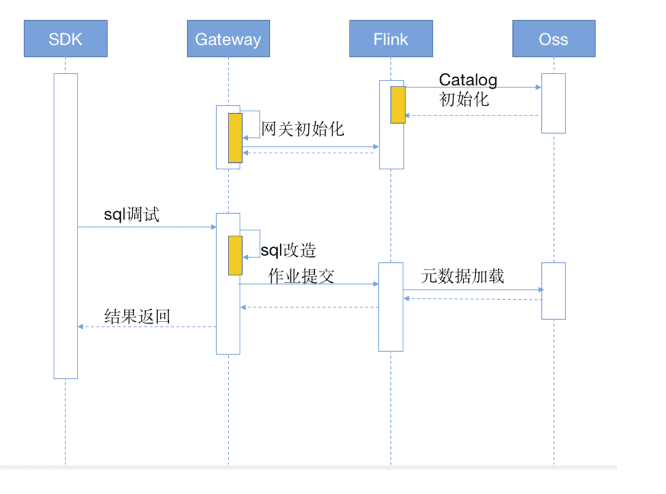 SDK
Gateway
Flink
Oss
Catalog
初始化
网关初始化
sql调试
sql改造
作业提交
元数据加载
结果返回